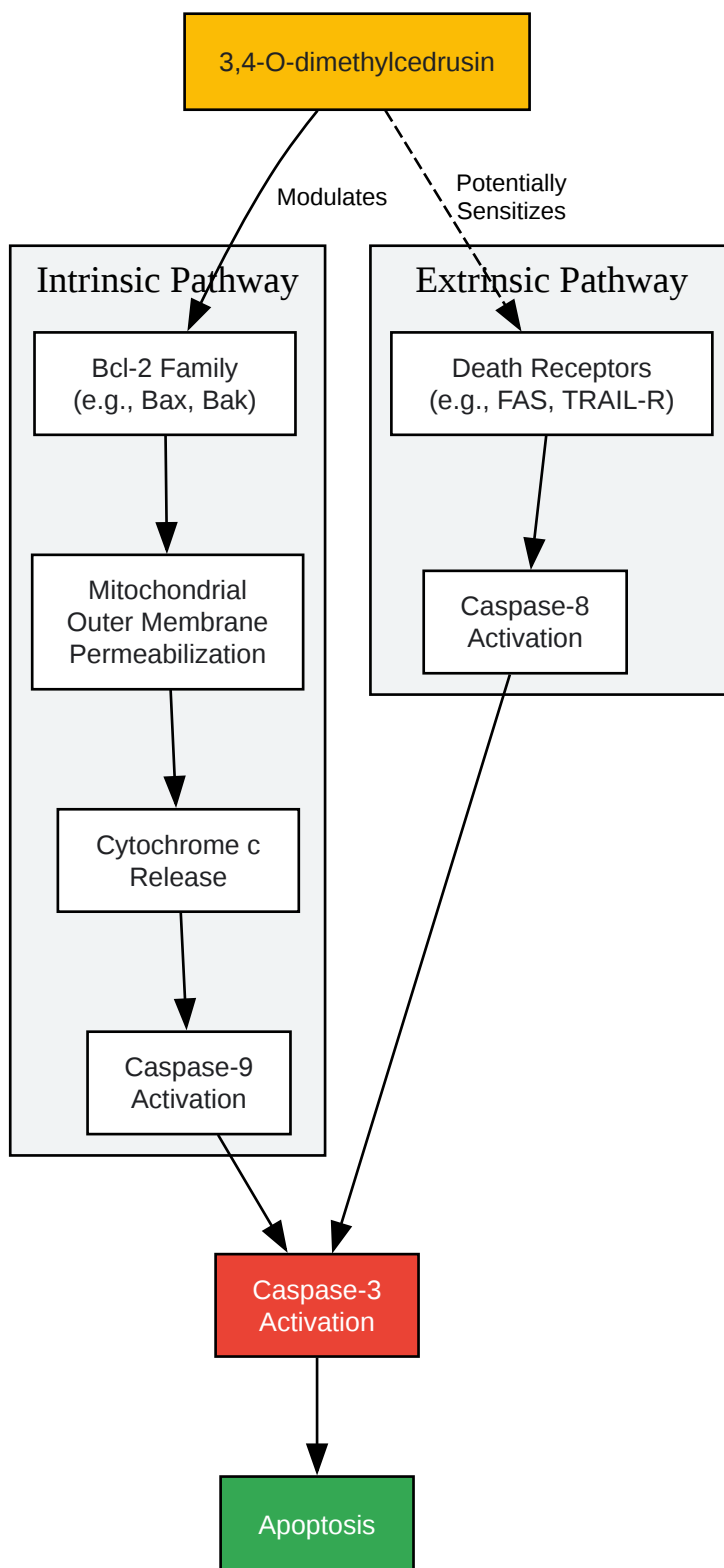 3,4-O-dimethylcedrusin
Modulates
Potentially
Sensitizes
Intrinsic Pathway
Extrinsic Pathway
Bcl-2 Family
(e.g., Bax, Bak)
Death Receptors
(e.g., FAS, TRAIL-R)
Mitochondrial
Outer Membrane
Permeabilization
Caspase-8
Activation
Cytochrome c
Release
Caspase-9
Activation
Caspase-3
Activation
Apoptosis